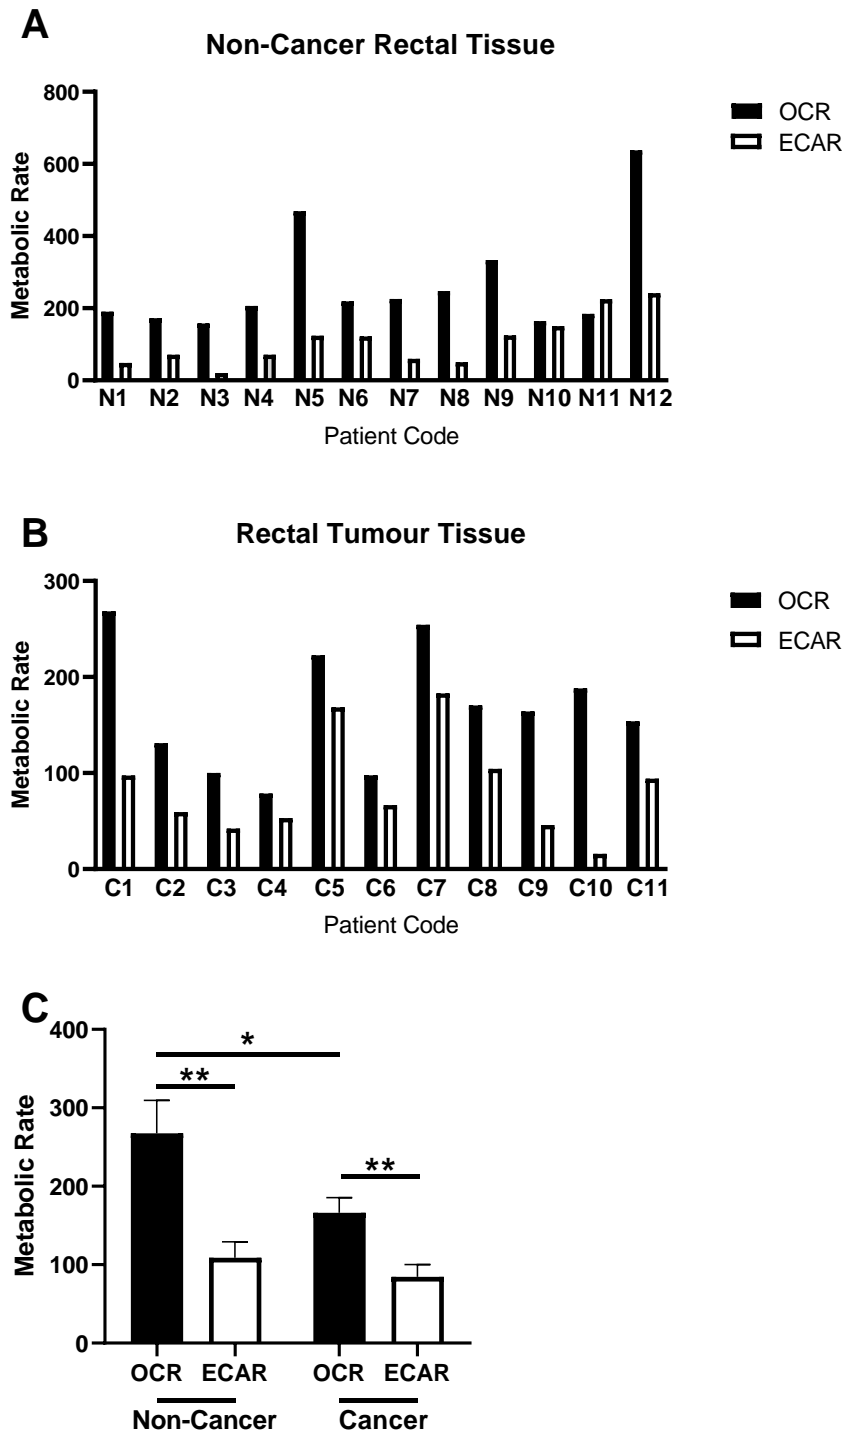 A
Non-Cancer Rectal Tissue
800
600
400
200
0
Metabolic Rate
N1 N2 N3 N4 N5 N6 N7 N8 N9 N10 N11 N12
Patient Code
OCR
ECAR
B
Rectal Tumour Tissue
300
200
100
0
Metabolic Rate
C1 C2 C3 C4 C5 C6 C7 C8 C9 C10 C11
Patient Code
OCR
ECAR
C
400
300
200
100
0
Metabolic Rate
*
**
**
OCR ECAR OCR ECAR
Non-Cancer Cancer